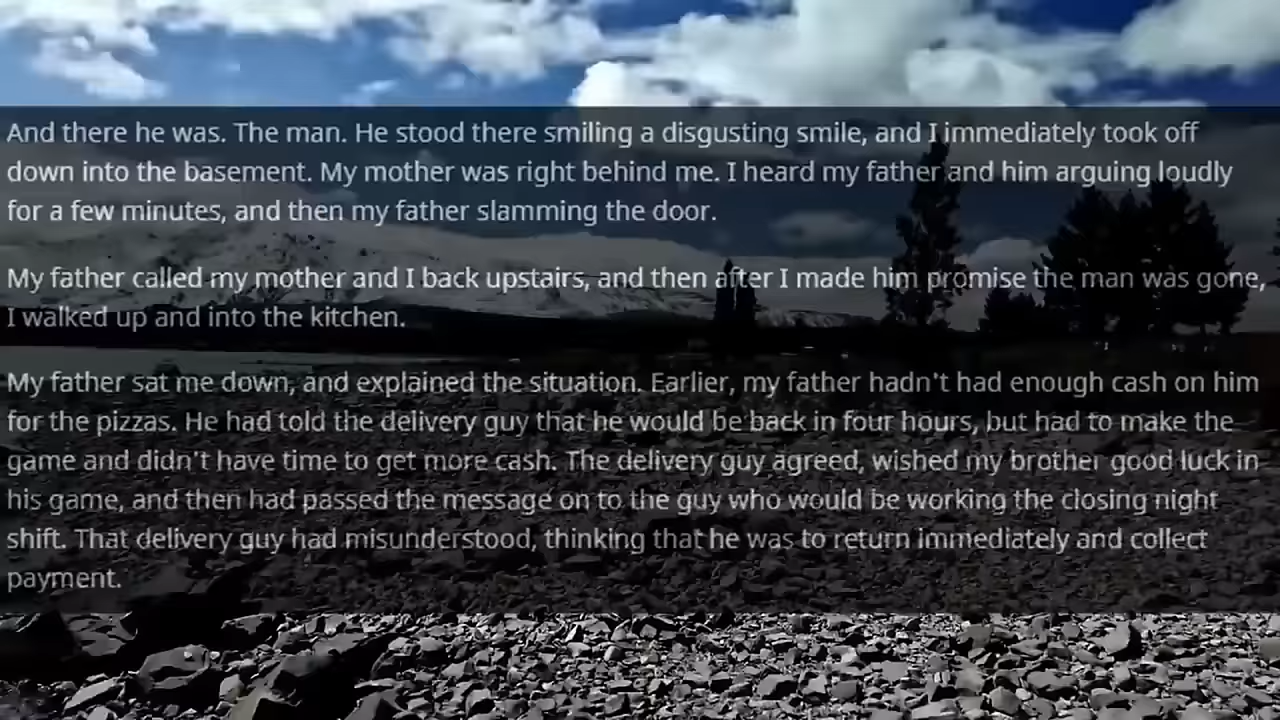 And there he was. The man. He stood there smiling a disgusting smile, and I immediately took off
down into the basement. My mother was right behind me. I heard my father and him arguing loudly
for a few minutes, and then my father slamming the door.
My father called my mother and I back upstairs, and then after I made him promise the man was gone,
I walked up and into the kitchen.
My father sat me down, and explained the situation. Earlier, my father hadn't had enough cash on him
for the pizzas. He had told the delivery guy that he would be back in four hours, but had to make the
game and didn't have time to get more cash. The delivery guy agreed, wished my brother good luck in
his game, and then had passed the message on to the guy who would be working the closing night
shift. That delivery guy had misunderstood, thinking that he was to return immediately and collect
payment.